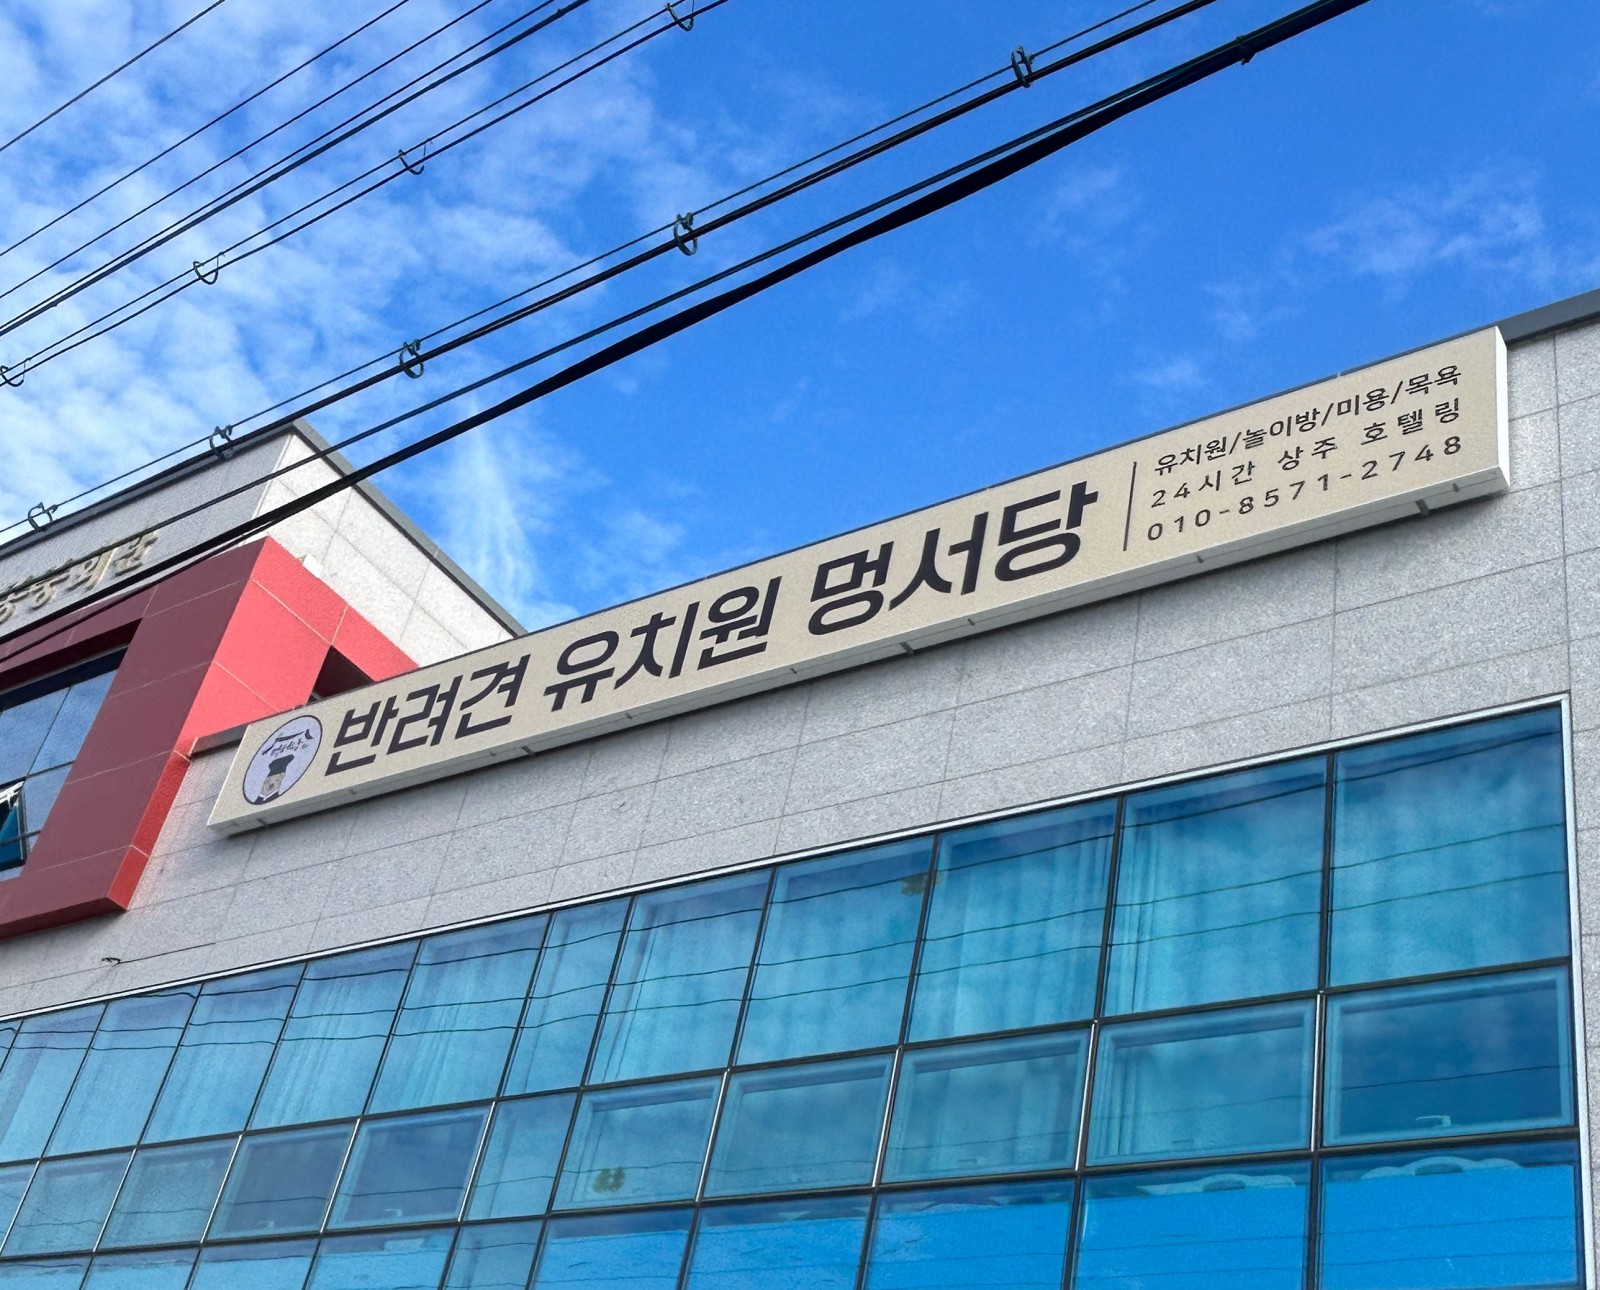 반려견 유치원 멍서당
유치원/놀이방/미용/목욕
24시간 상주 호텔링
010-8571-2748